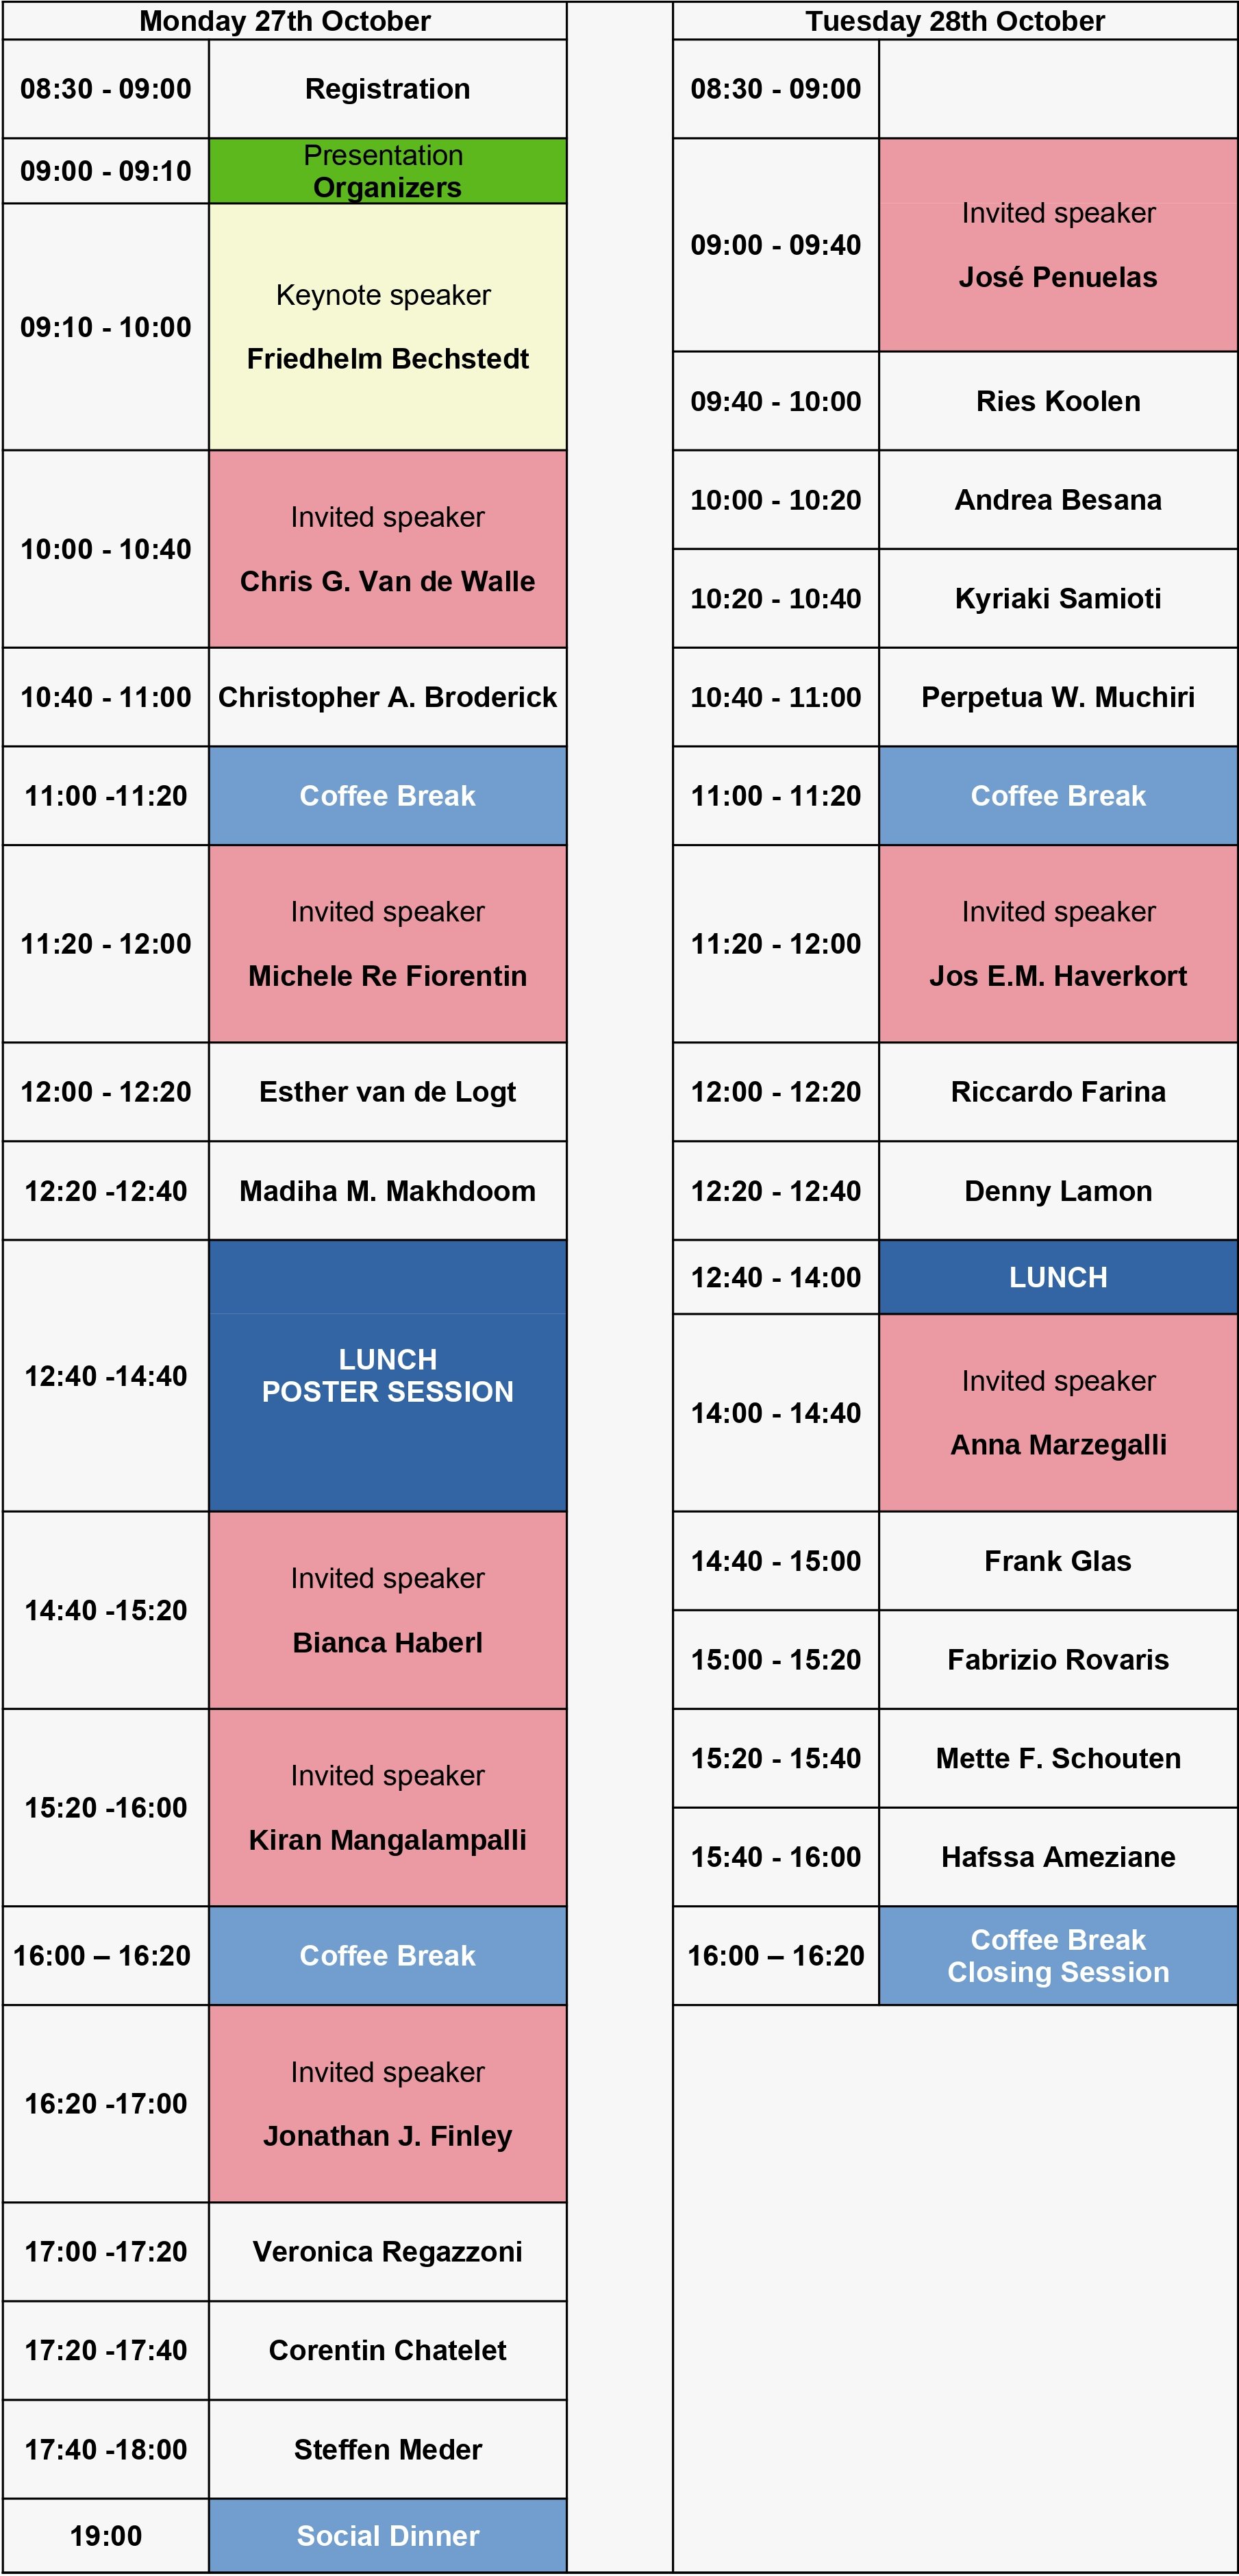 Monday 27th October
08:30 - 09:00 Registration
09:00 - 09:10 Presentation
Organizers
09:10 - 10:00 Keynote speaker
Friedhelm Bechstedt
10:00 - 10:40 Invited speaker
Chris G. Van de Walle
10:40 - 11:00 Christopher A. Broderick
11:00 -11:20 Coffee Break
11:20 - 12:00 Invited speaker
Michele Re Fiorentin
12:00 - 12:20 Esther van de Logt
12:20 -12:40 Madiha M. Makhdoom
12:40 -14:40 LUNCH
POSTER SESSION
14:40 -15:20 Invited speaker
Bianca Haberl
15:20 -16:00 Invited speaker
Kiran Mangalampalli
16:00 – 16:20 Coffee Break
16:20 -17:00 Invited speaker
Jonathan J. Finley
17:00 -17:20 Veronica Regazzoni
17:20 -17:40 Corentin Chatelet
17:40 -18:00 Steffen Meder
19:00 Social Dinner
Tuesday 28th October
08:30 - 09:00
09:00 - 09:40 Invited speaker
José Penuelas
09:40 - 10:00 Ries Koolen
10:00 - 10:20 Andrea Besana
10:20 - 10:40 Kyriaki Samioti
10:40 - 11:00 Perpetua W. Muchiri
11:00 - 11:20 Coffee Break
11:20 - 12:00 Invited speaker
Jos E.M. Haverkort
12:00 - 12:20 Riccardo Farina
12:20 - 12:40 Denny Lamon
12:40 - 14:00 LUNCH
14:00 - 14:40 Invited speaker
Anna Marzegalli
14:40 - 15:00 Frank Glas
15:00 - 15:20 Fabrizio Rovaris
15:20 - 15:40 Mette F. Schouten
15:40 - 16:00 Hafssa Ameziane
16:00 – 16:20 Coffee Break
Closing Session